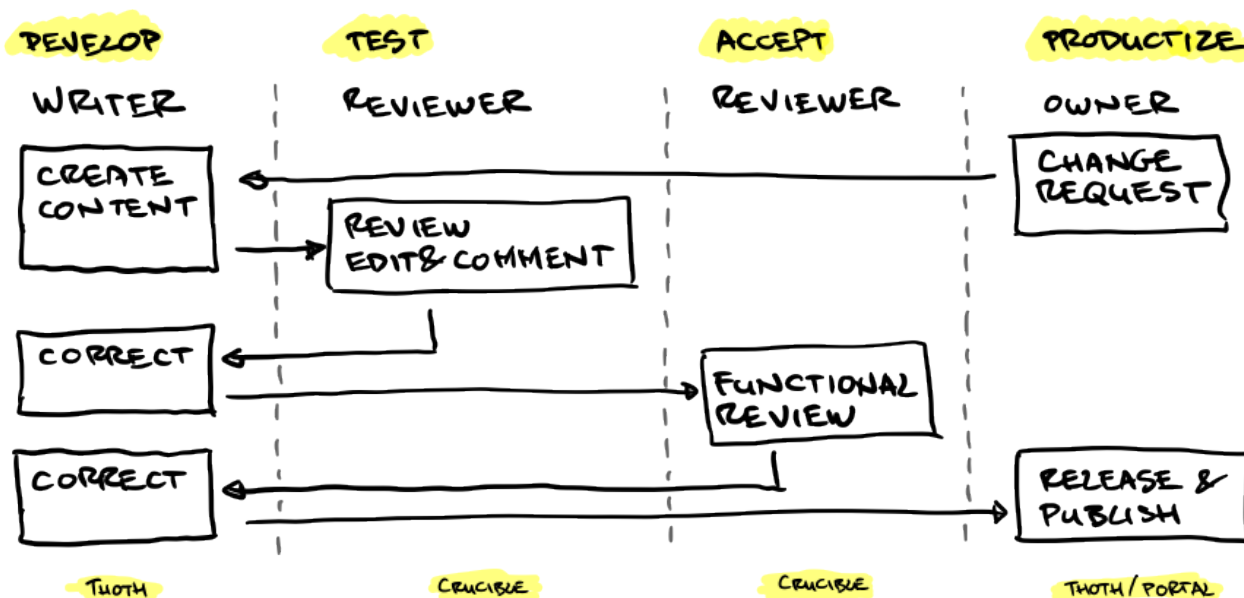 DEVELOP
TEST
ACCEPT
PRODUCTIZE
WRITER
REVIEWER
REVIEWER
OWNER
CREATE
CONTENT
CHANGE
REQUEST
REVIEW
EDIT & COMMENT
CORRECT
FUNCTIONAL
REVIEW
CORRECT
RELEASE &
PUBLISH
THOTH
CRUCIBLE
CRUCIBLE
THOTH / PORTAL